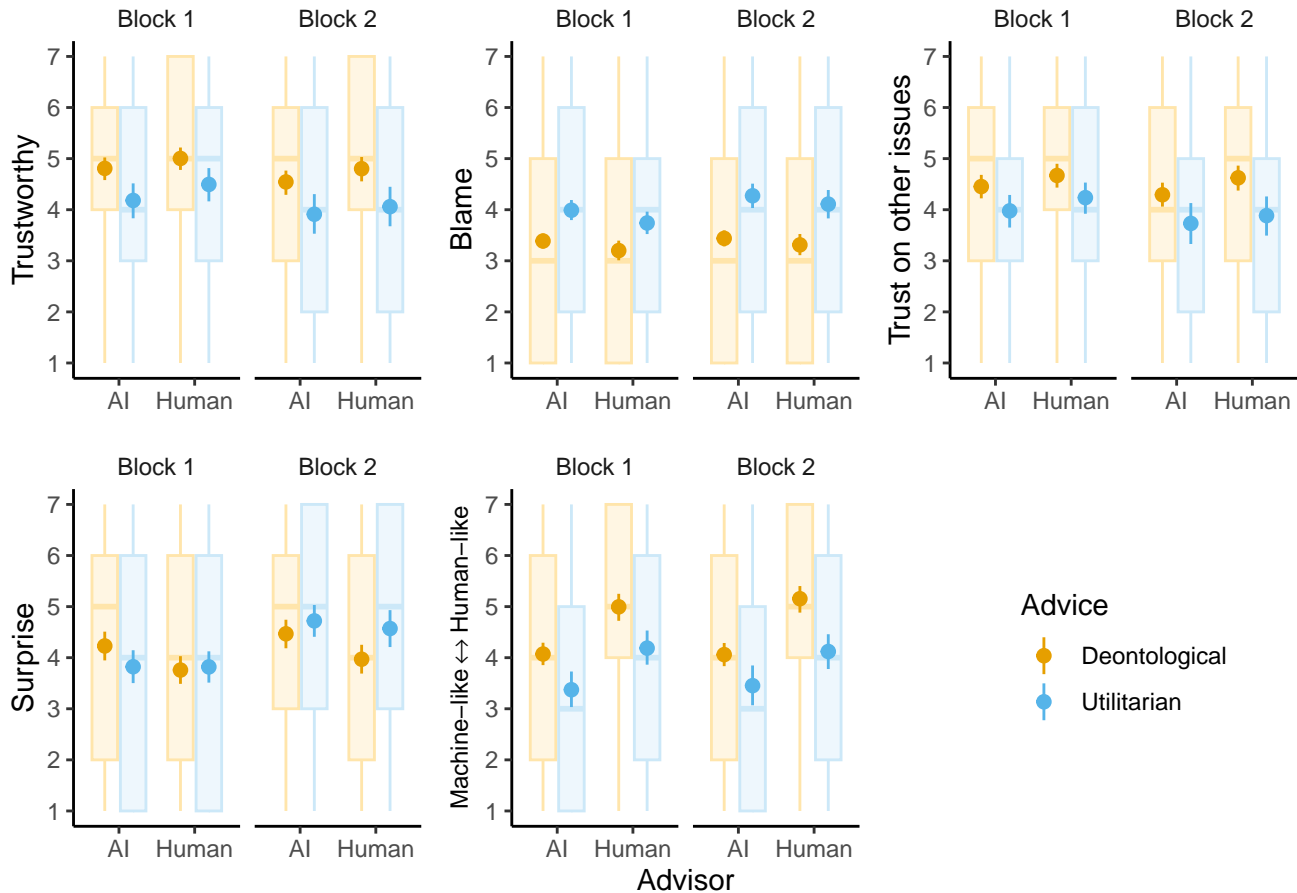 Block 1
Block 2
Block 1
Block 2
Block 1
Block 2
Trustworthy
7
6
5
4
3
2
1
AI
Human
AI
Human
Blame
7
6
5
4
3
2
1
AI
Human
AI
Human
Trust on other issues
7
6
5
4
3
2
1
AI
Human
AI
Human
Block 1
Block 2
Block 1
Block 2
Surprise
7
6
5
4
3
2
1
AI
Human
AI
Human
Machine−like ↔ Human−like
7
6
5
4
3
2
1
AI
Human
AI
Human
Advisor
Advice
Deontological
Utilitarian